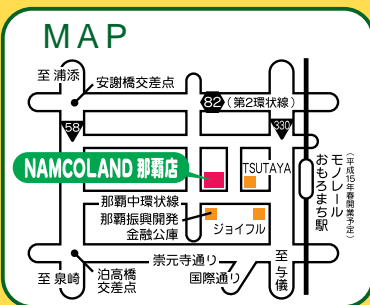 MAP
至 浦添
安謝橋交差点
82
(第2環状線)
58
330
NAMCOLAND 那覇店
TSUTAYA
モノレール
おもろまち駅
(平成15年春開業予定)
那覇中環状線
那覇振興開発
金融公庫
ジョイフル
崇元寺通り
至 泉崎
泊高橋
交差点
国際通り
至 与儀